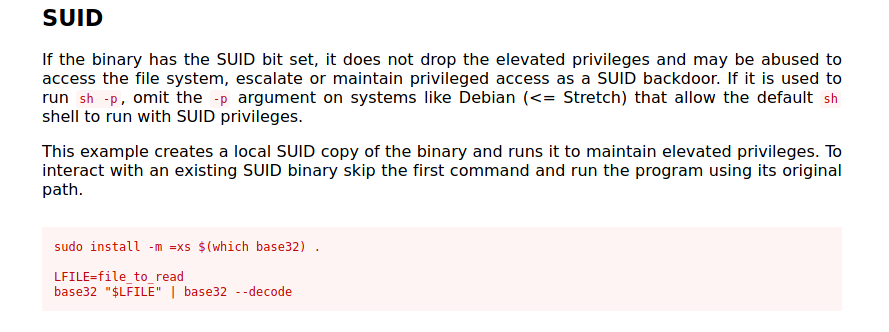 SUID
If the binary has the SUID bit set, it does not drop the elevated privileges and may be abused to
access the file system, escalate or maintain privileged access as a SUID backdoor. If it is used to
run sh -p, omit the -p argument on systems like Debian (<= Stretch) that allow the default sh
shell to run with SUID privileges.
This example creates a local SUID copy of the binary and runs it to maintain elevated privileges. To
interact with an existing SUID binary skip the first command and run the program using its original
path.
sudo install -m =xs $(which base32) .
LFILE=file_to_read
base32 "$LFILE" | base32 --decode